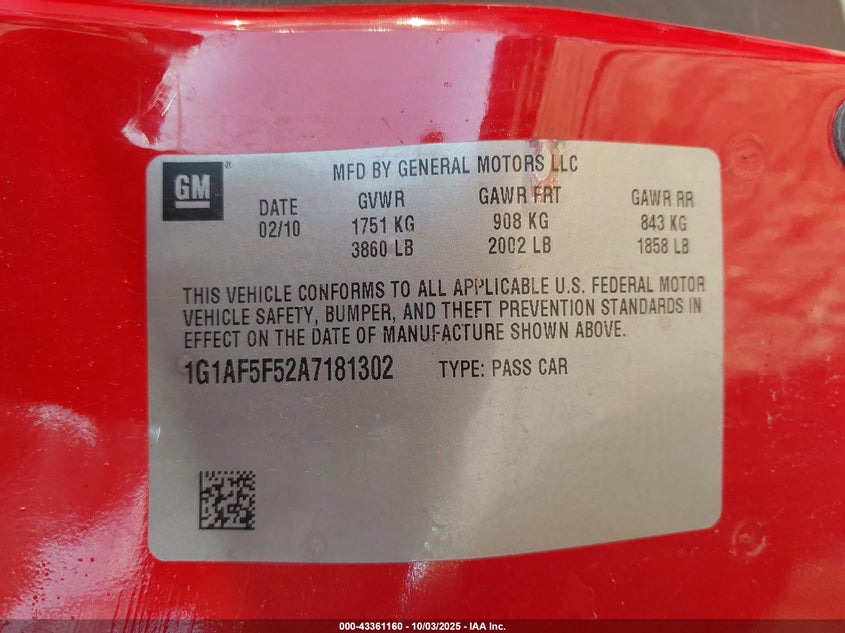 GM
MFD BY GENERAL MOTORS LLC
DATE GVWR GAWR FRT GAWR RR
02/10 1751 KG 908 KG 843 KG
3860 LB 2002 LB 1858 LB
THIS VEHICLE CONFORMS TO ALL APPLICABLE U.S. FEDERAL MOTOR
VEHICLE SAFETY, BUMPER, AND THEFT PREVENTION STANDARDS IN
EFFECT ON THE DATE OF MANUFACTURE SHOWN ABOVE.
1G1AF5F52A7181302 TYPE: PASS CAR
000-43361160 - 10/03/2025 - IAA Inc.